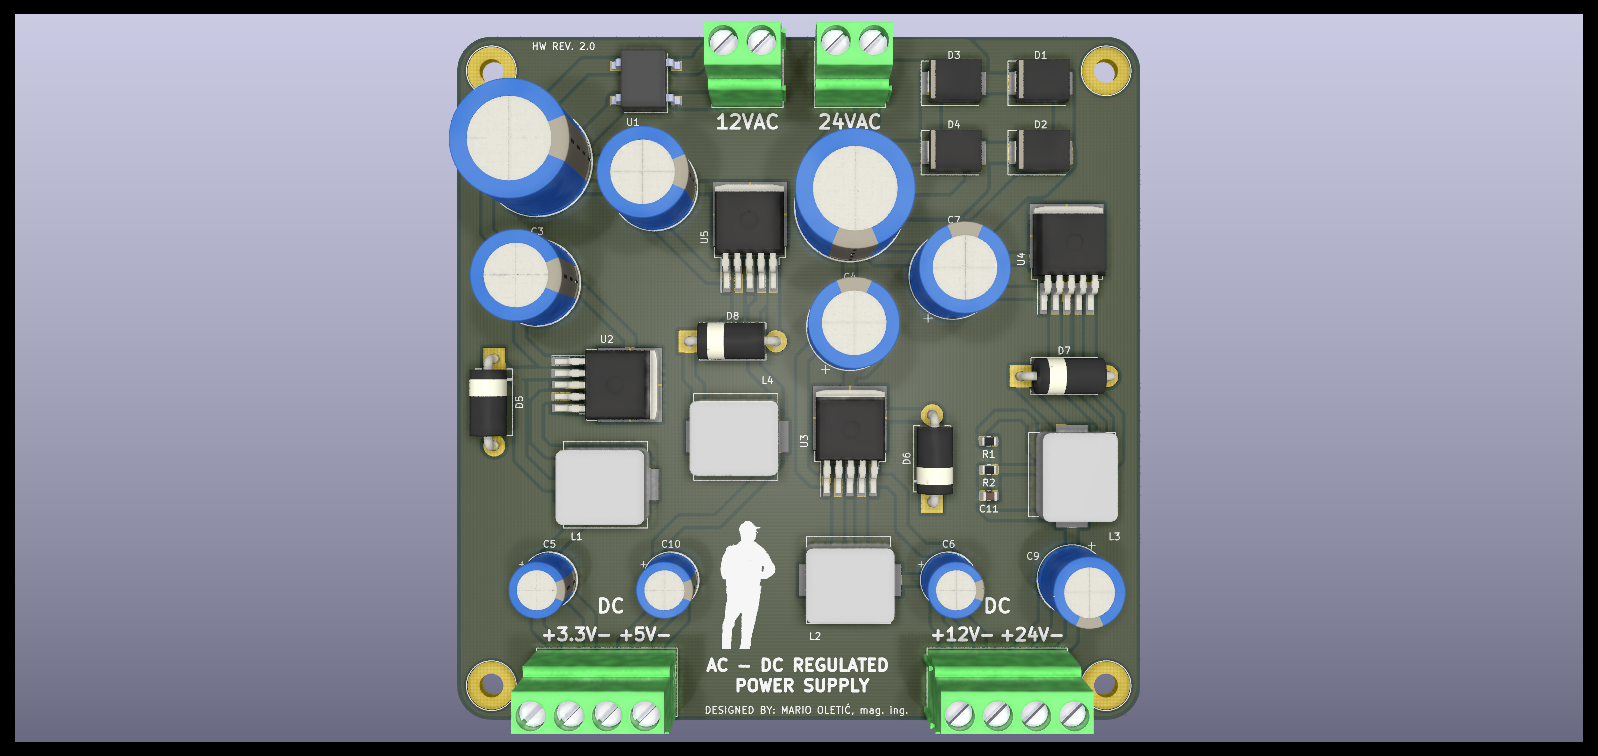 HW REV. 2.0
D3
D1
U1
12VAC
24VAC
D4
D2
C3
U5
C7
U4
C4
D8
U2
D7
L4
D5
U3
D6
R1
R2
C11
L1
L3
C5
C10
C6
C9
DC
DC
+3.3V- +5V-
+12V- +24V-
L2
AC - DC REGULATED
POWER SUPPLY
DESIGNED BY: MARIO OLETIĆ, mag. ing.